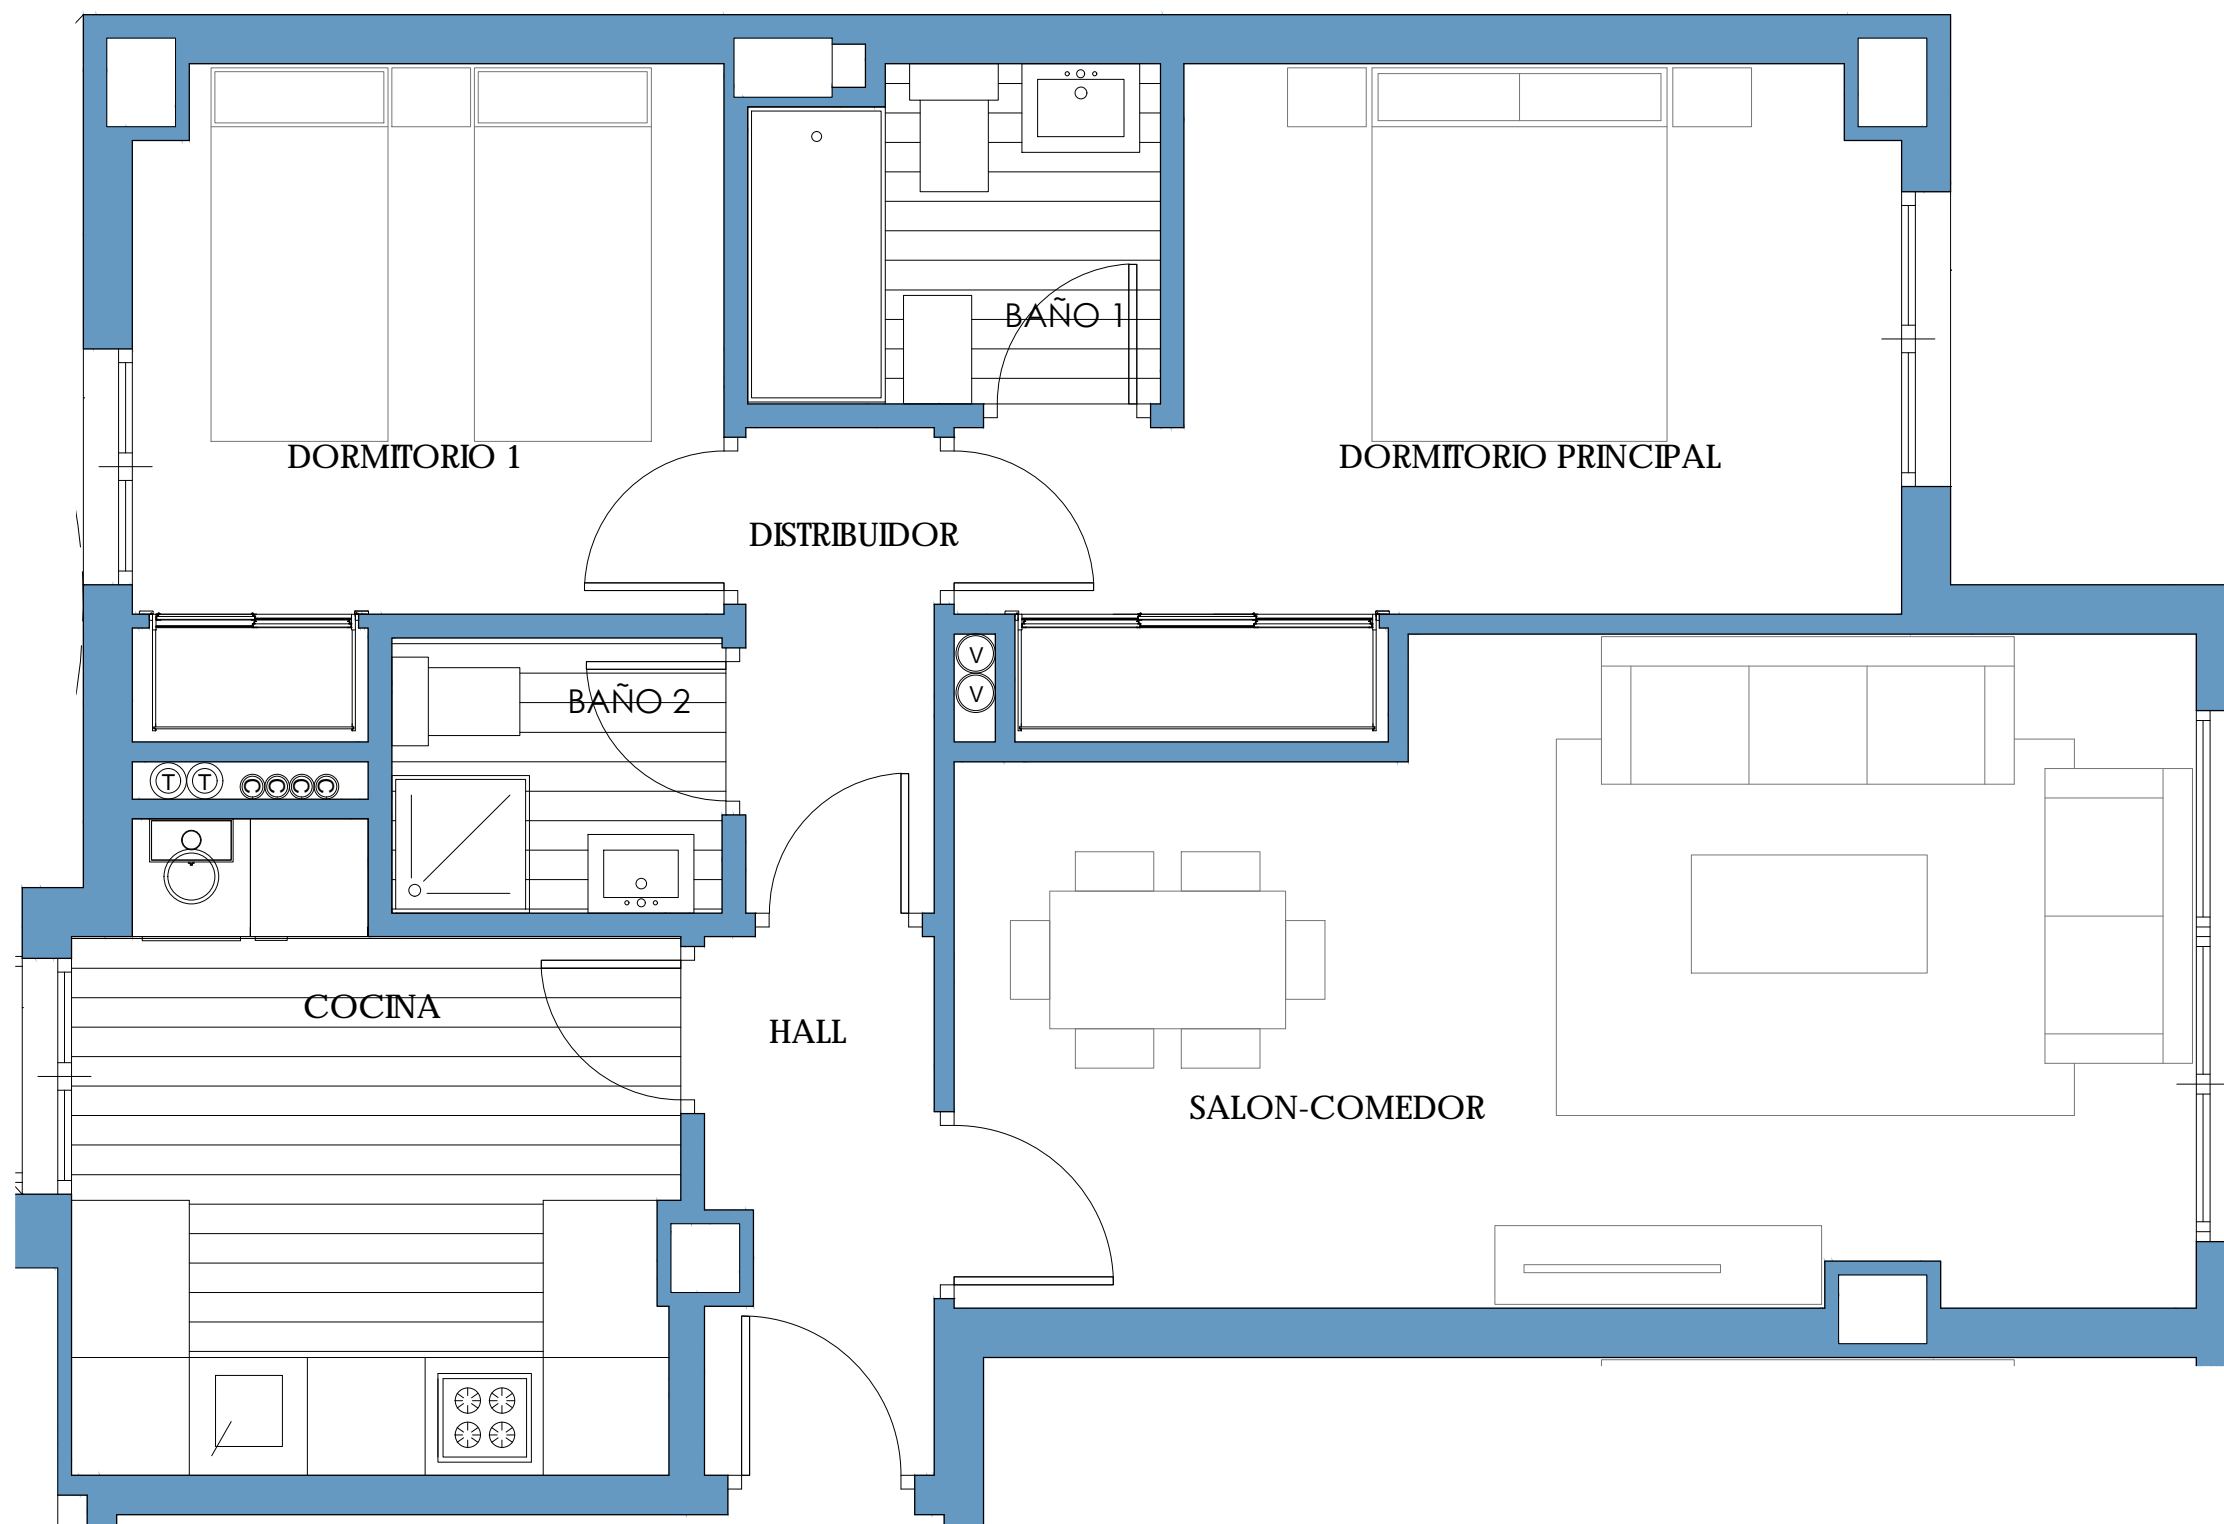 BAÑO 1
DORMITORIO 1
DORMITORIO PRINCIPAL
DISTRIBUIDOR
V
V
BAÑO 2
T T C C C C
COCINA
HALL
SALON-COMEDOR